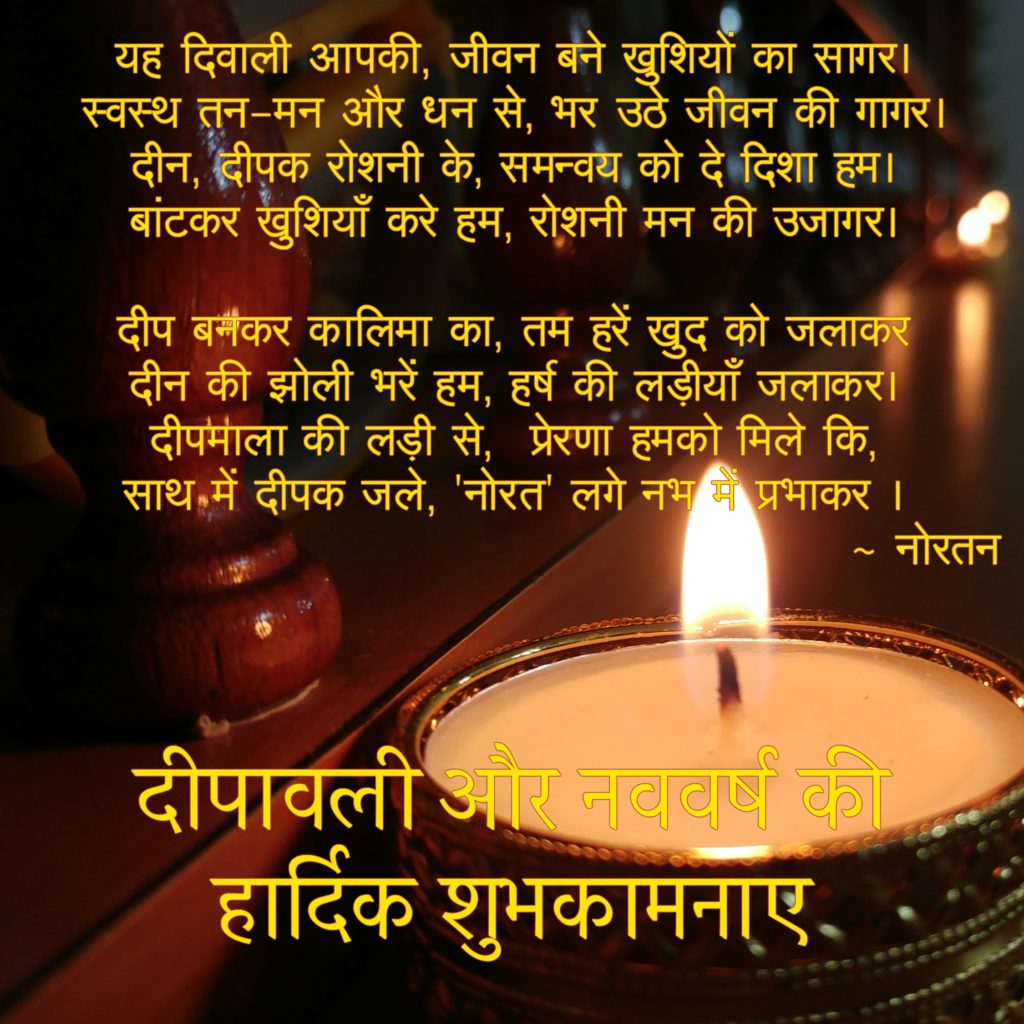 यह दिवाली आपकी, जीवन बने खुशियों का सागर।
स्वस्थ तन-मन और धन से, भर उठे जीवन की गागर।
दीन, दीपक रोशनी के, समन्वय को दे दिशा हम।
बांटकर खुशियाँ करे हम, रोशनी मन की उजागर।
दीप बनकर कालिमा का, तम हरें खुद को जलाकर
दीन की झोली भरें हम, हर्ष की लड़ीयाँ जलाकर।
दीपमाला की लड़ी से, प्रेरणा हमको मिले कि,
साथ में दीपक जले, 'नोरत' लगे नभ में प्रभाकर ।
~ नोरतन
दीपावली और नववर्ष की
हार्दिक शुभकामनाए